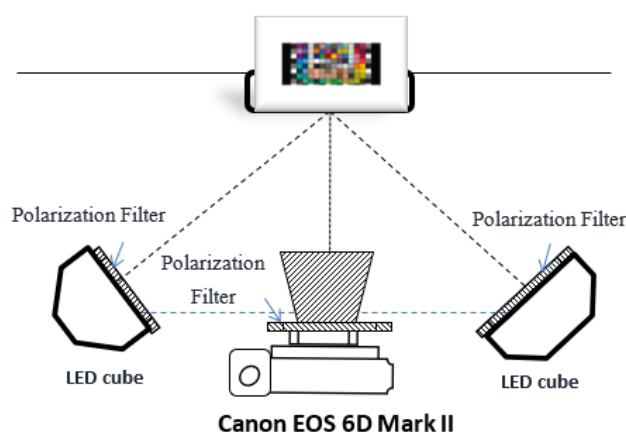 Polarization Filter
Polarization Filter
Polarization
Filter
LED cube
LED cube
Canon EOS 6D Mark II